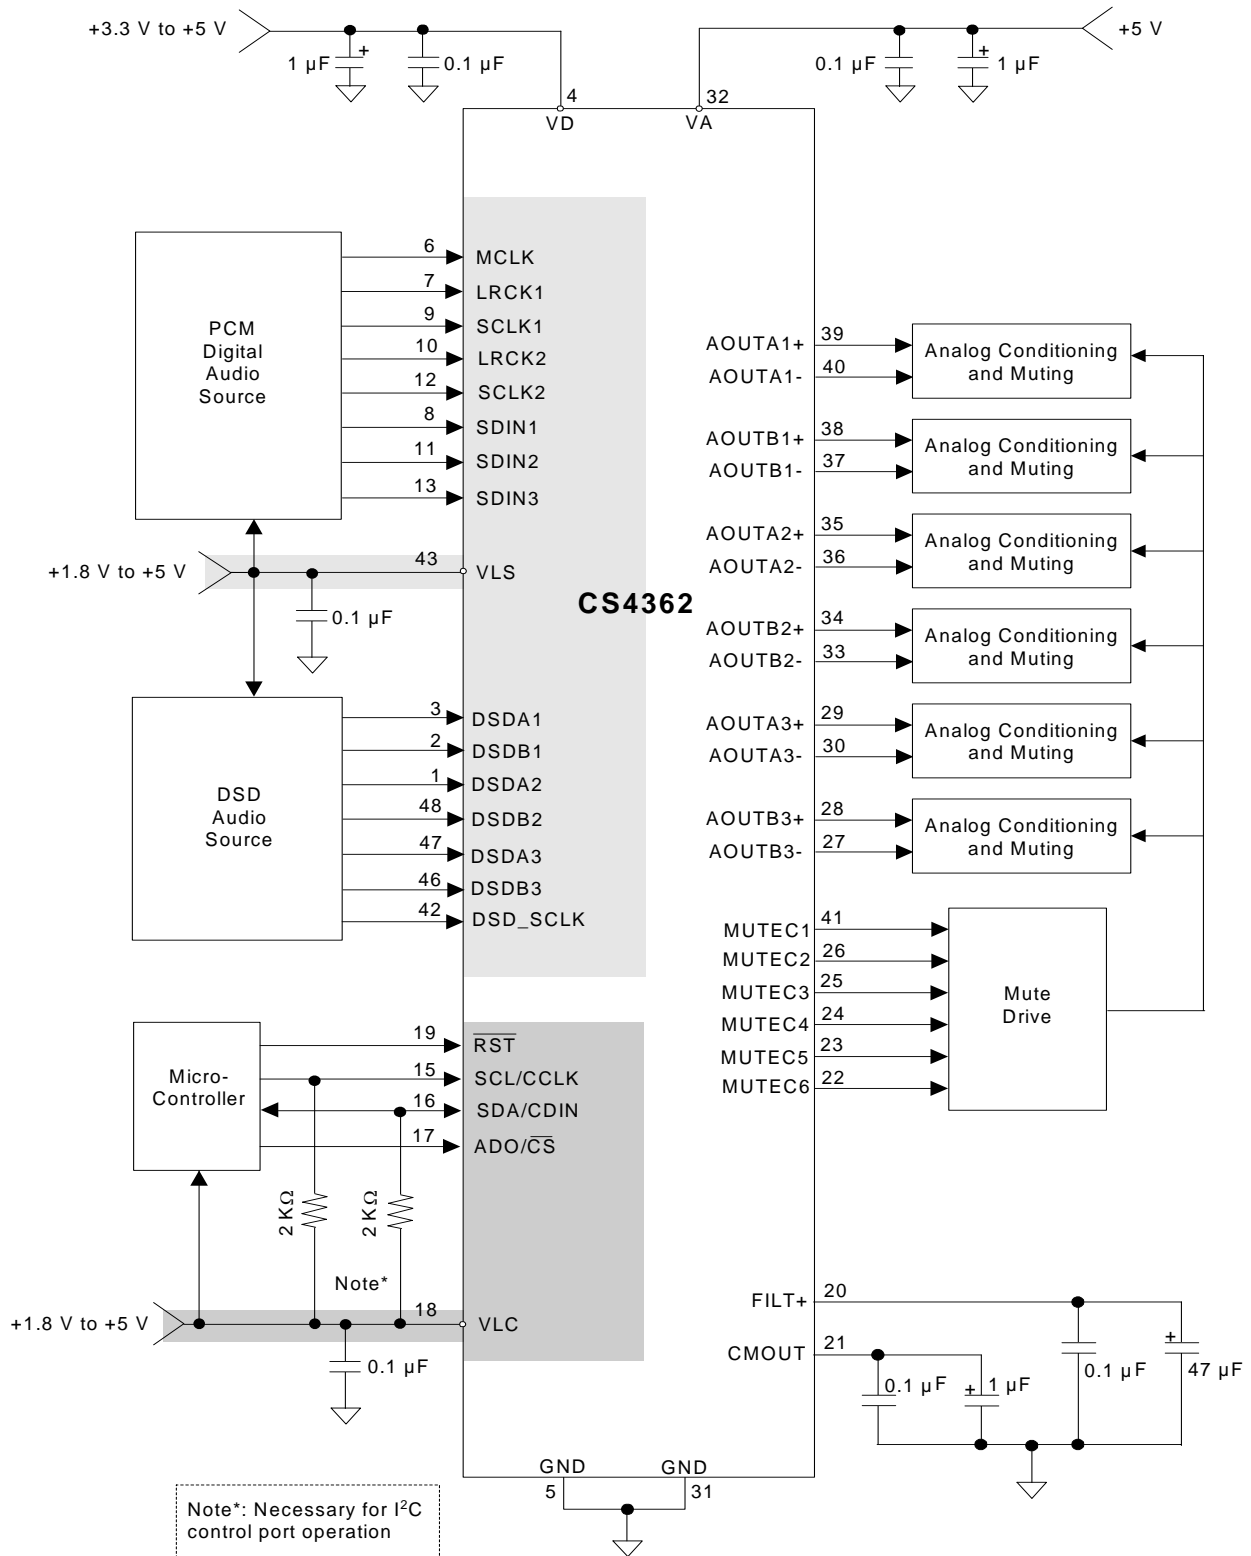 +3.3 V to +5 V
+5 V
1 µF
+
0.1 µF
0.1 µF
+
1 µF
4
32
VD
VA
PCM
Digital
Audio
Source
6
MCLK
7
LRCK1
9
SCLK1
10
LRCK2
12
SCLK2
8
SDIN1
11
SDIN2
13
SDIN3
+1.8 V to +5 V
43
VLS
0.1 µF
CS4362
DSD
Audio
Source
3
DSDA1
2
DSDB1
1
DSDA2
48
DSDB2
47
DSDA3
46
DSDB3
42
DSD_SCLK
Micro-
Controller
19
RST
15
SCL/CCLK
16
SDA/CDIN
17
ADO/CS
2 KΩ
2 KΩ
Note*
+1.8 V to +5 V
18
VLC
0.1 µF
AOUTA1+
39
AOUTA1-
40
Analog Conditioning
and Muting
AOUTB1+
38
AOUTB1-
37
Analog Conditioning
and Muting
AOUTA2+
35
AOUTA2-
36
Analog Conditioning
and Muting
AOUTB2+
34
AOUTB2-
33
Analog Conditioning
and Muting
AOUTA3+
29
AOUTA3-
30
Analog Conditioning
and Muting
AOUTB3+
28
AOUTB3-
27
Analog Conditioning
and Muting
MUTEC1
41
MUTEC2
26
MUTEC3
25
MUTEC4
24
MUTEC5
23
MUTEC6
22
Mute
Drive
FILT+
20
CMOUT
21
0.1 µF
+
1 µF
0.1 µF
+
47 µF
GND
GND
5
31
Note*: Necessary for I²C
control port operation